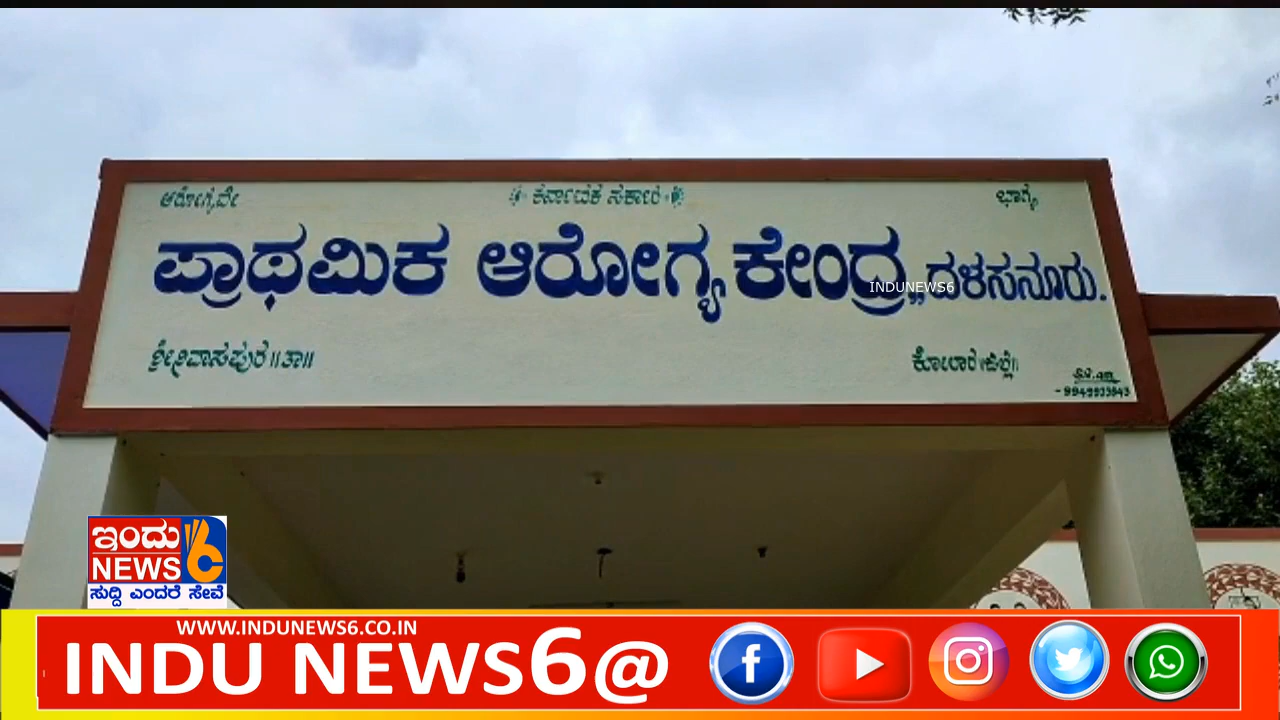 ಆರೋಗ್ಯವೇ ಕರ್ನಾಟಕ ಸರ್ಕಾರ ಭಾಗ್ಯ
ಪ್ರಾಥಮಿಕ ಆರೋಗ್ಯ ಕೇಂದ್ರ,, ದಳಸನೂರು.
INDUNEWS6
ಶ್ರೀನಿವಾಸಪುರ ॥ತಾ॥ ಕೋಲಾರ ॥ಜಿಲ್ಲೆ॥
ಇಂದು
NEWS 6
ಸುದ್ದಿ ಎಂದರೆ ಸೇವೆ
WWW.INDUNEWS6.CO.IN
INDU NEWS6@